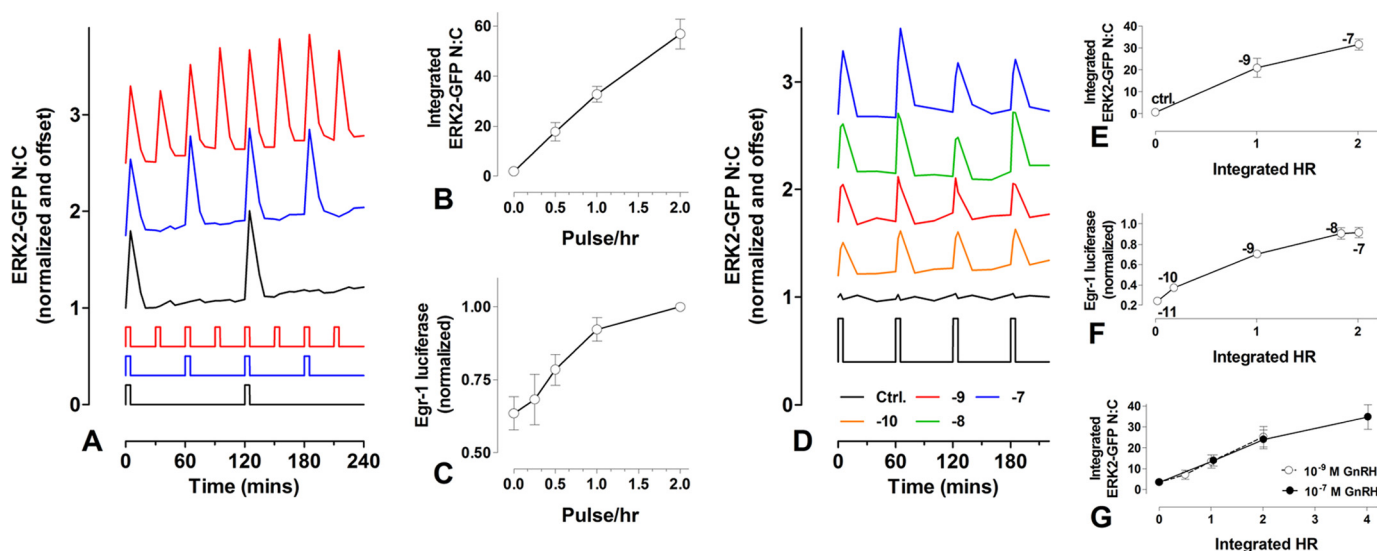 ERK2-GFP N:C
(normalized and offset)
3
2
1
0
A
0 60 120 180 240
Time (mins)
Integrated
ERK2-GFP N:C
60
40
20
0
B
0.0 0.5 1.0 2.0
Pulse/hr
Egr-1 luciferase
(normalized)
1.00
0.75
0.50
C
0.0 0.5 1.0 2.0
Pulse/hr
ERK2-GFP N:C
(normalized and offset)
3
2
1
0
Ctrl. -9 -7
-10 -8
D
0 60 120 180
Time (mins)
Integrated
ERK2-GFP N:C
40
30
20
10
0
ctrl.
-9
-7
E
0 1 2
Integrated HR
Egr-1 luciferase
(normalized)
1.0
0.8
0.6
0.4
0.2
-11
-10
-9
-8
-7
F
0 1 2
Integrated HR
Integrated
ERK2-GFP N:C
40
30
20
10
0
10-9 M GnRH
10-7 M GnRH
G
0 1 2 3 4
Integrated HR